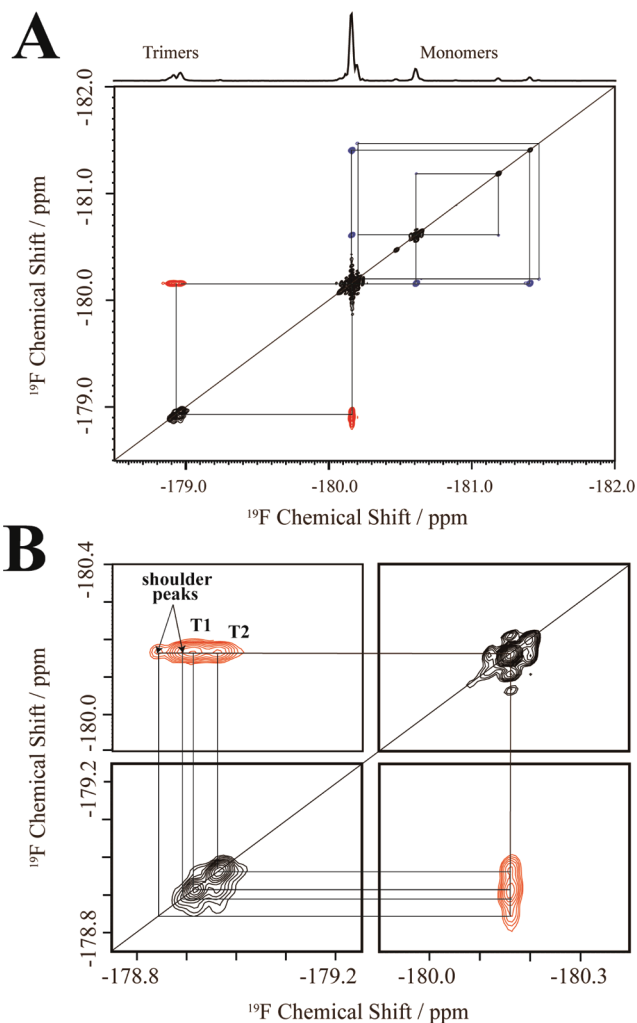 A
Trimers
Monomers
-182.0
-181.0
-180.0
-179.0
¹⁹F Chemical Shift / ppm
-179.0
-180.0
-181.0
-182.0
¹⁹F Chemical Shift / ppm
B
-180.4
-180.0
shoulder
peaks
T1
T2
¹⁹F Chemical Shift / ppm
-179.2
-178.8
-178.8
-179.2
-180.0
-180.3
¹⁹F Chemical Shift / ppm